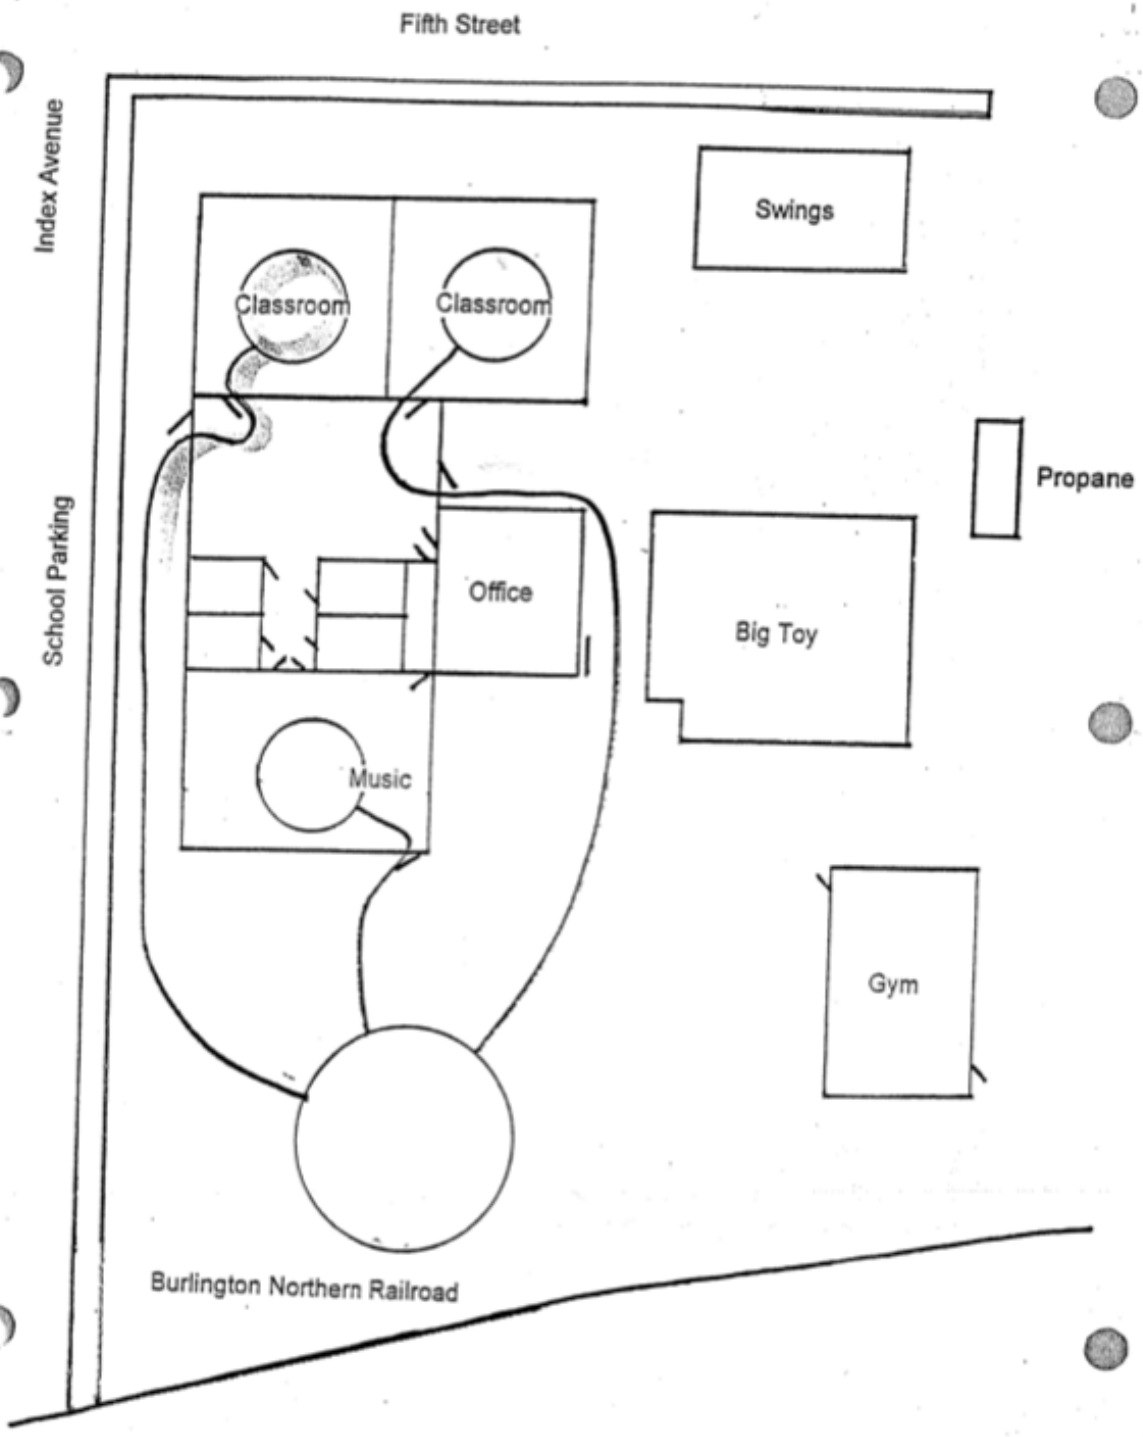 Fifth Street
Index Avenue
Swings
Classroom
Classroom
Propane
School Parking
Office
Big Toy
Music
Gym
Burlington Northern Railroad